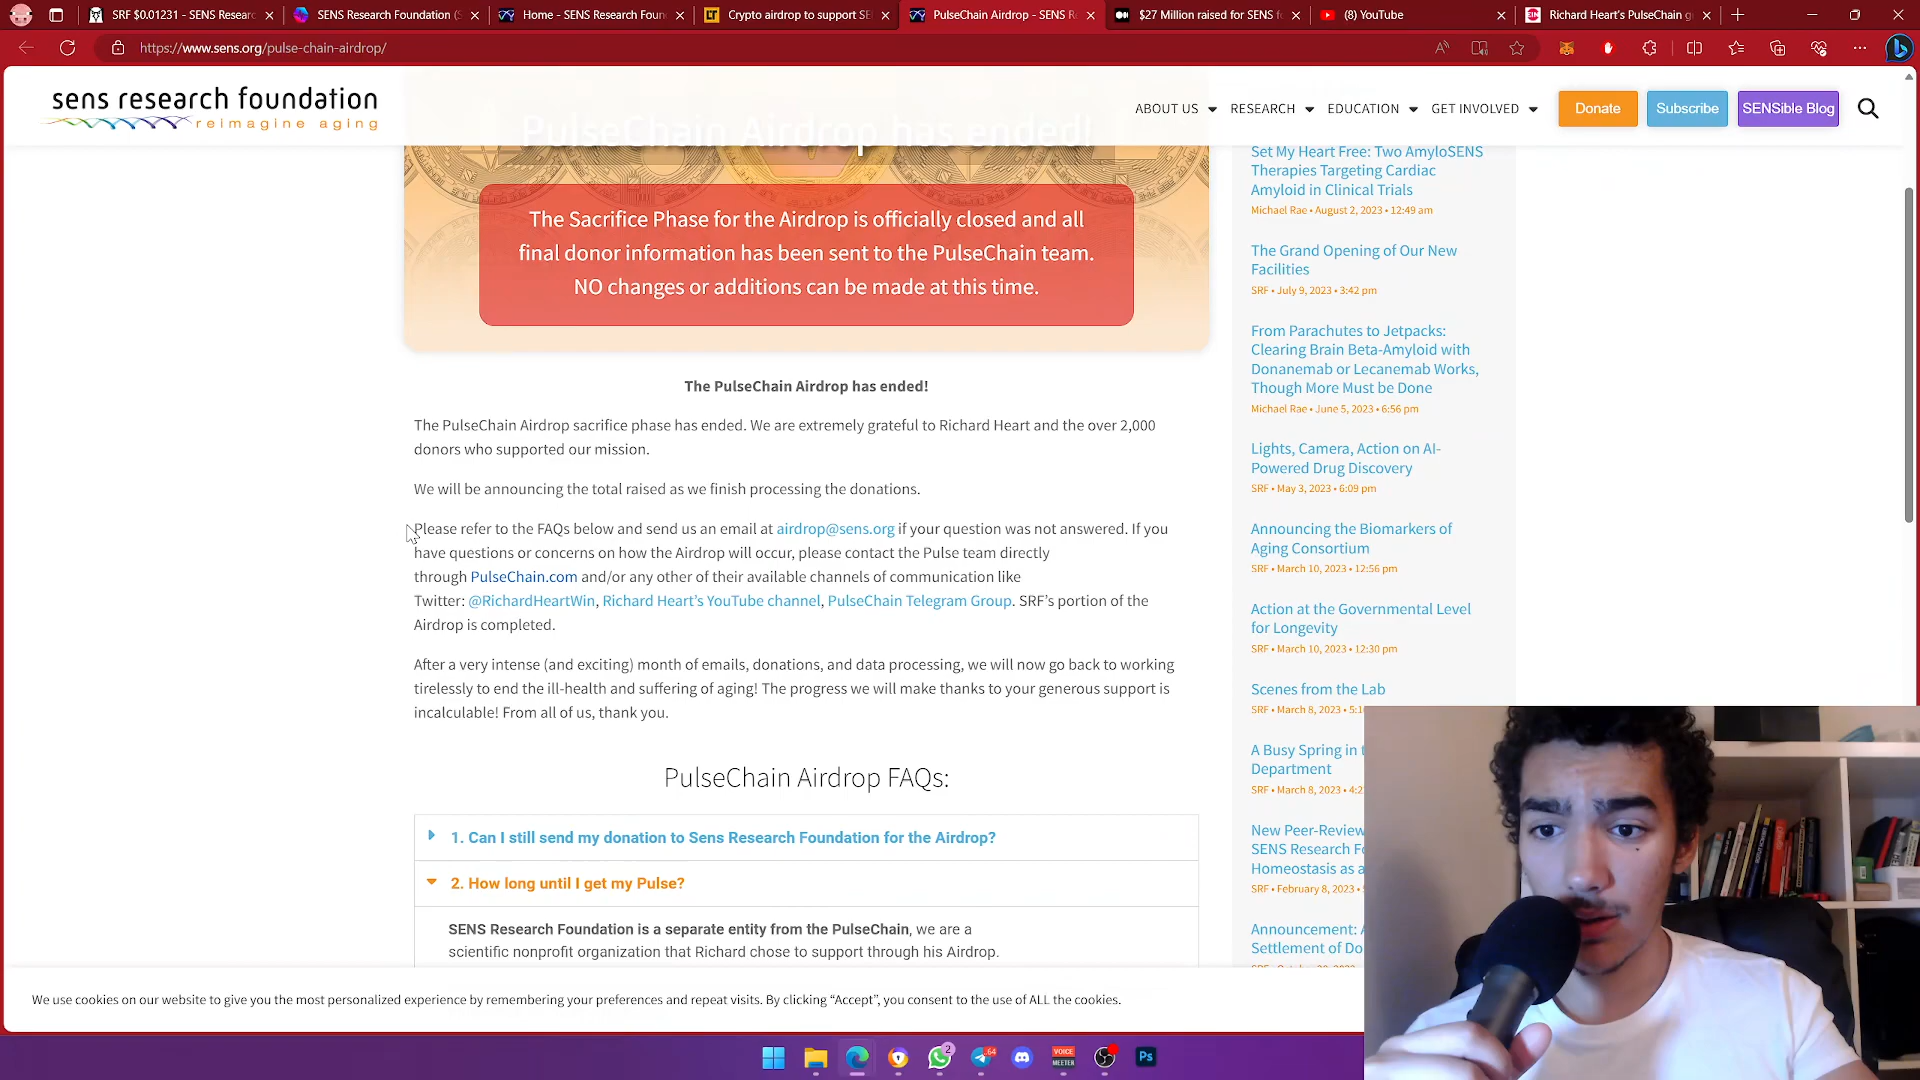 SRF $0.01231 - SENS Resear
SENS Research Foundation (
Home - SENS Research Foun
Crypto airdrop to support SE
PulseChain Airdrop - SENS R
$27 Million raised for SENS f
(8) YouTube
Richard Heart's PulseChain g
https://www.sens.org/pulse-chain-airdrop/
sens research foundation
reimagine aging
ABOUT US
RESEARCH
EDUCATION
GET INVOLVED
Donate
Subscribe
SENSible Blog
PulseChain Airdrop has ended!
The Sacrifice Phase for the Airdrop is officially closed and all
final donor information has been sent to the PulseChain team.
NO changes or additions can be made at this time.
The PulseChain Airdrop has ended!
The PulseChain Airdrop sacrifice phase has ended. We are extremely grateful to Richard Heart and the over 2,000
donors who supported our mission.
We will be announcing the total raised as we finish processing the donations.
Please refer to the FAQs below and send us an email at airdrop@sens.org if your question was not answered. If you
have questions or concerns on how the Airdrop will occur, please contact the Pulse team directly
through PulseChain.com and/or any other of their available channels of communication like
Twitter: @RichardHeartWin, Richard Heart's YouTube channel, PulseChain Telegram Group. SRF's portion of the
Airdrop is completed.
After a very intense (and exciting) month of emails, donations, and data processing, we will now go back to working
tirelessly to end the ill-health and suffering of aging! The progress we will make thanks to your generous support is
incalculable! From all of us, thank you.
PulseChain Airdrop FAQs:
1. Can I still send my donation to Sens Research Foundation for the Airdrop?
2. How long until I get my Pulse?
SENS Research Foundation is a separate entity from the PulseChain, we are a
scientific nonprofit organization that Richard chose to support through his Airdrop.
Set My Heart Free: Two AmyloSENS
Therapies Targeting Cardiac
Amyloid in Clinical Trials
Michael Rae • August 2, 2023 • 12:49 am
The Grand Opening of Our New
Facilities
SRF • July 9, 2023 • 3:42 pm
From Parachutes to Jetpacks:
Clearing Brain Beta-Amyloid with
Donanemab or Lecanemab Works,
Though More Must be Done
Michael Rae • June 5, 2023 • 6:56 pm
Lights, Camera, Action on AI-
Powered Drug Discovery
SRF • May 3, 2023 • 6:09 pm
Announcing the Biomarkers of
Aging Consortium
SRF • March 10, 2023 • 12:56 pm
Action at the Governmental Level
for Longevity
SRF • March 10, 2023 • 12:30 pm
Scenes from the Lab
SRF • March 8, 2023 •
A Busy Spring in
Department
SRF • March 8, 2023 •
New Peer-Review
SENS Research
Homeostasis as a
SRF • February 8,
Announcement:
Settlement of
We use cookies on our website to give you the most personalized experience by remembering your preferences and repeat visits. By clicking “Accept”, you consent to the use of ALL the cookies.
2
64
VOICE
MEETER
Ps